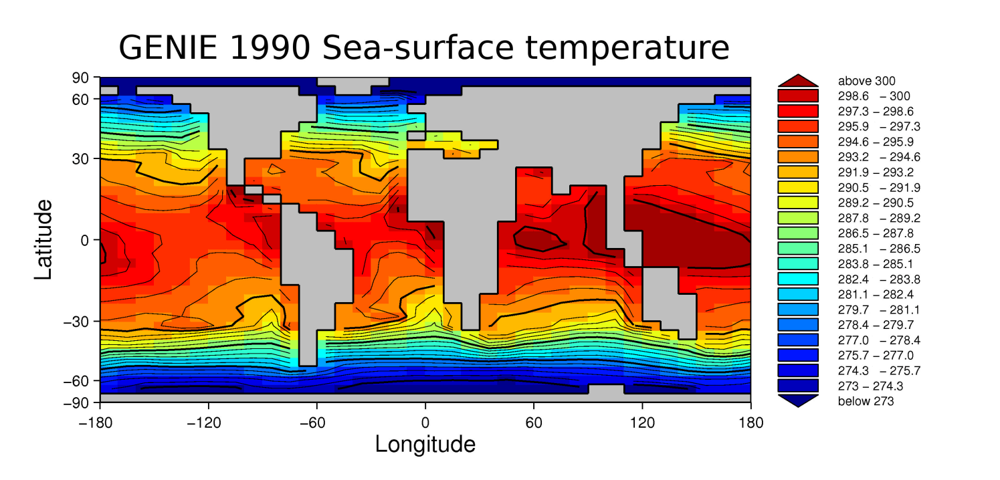 GENIE 1990 Sea-surface temperature
90
60
30
0
−30
−60
−90
Latitude
−180 −120 −60 0 60 120 180
Longitude
above 300
298.6 − 300
297.3 − 298.6
295.9 − 297.3
294.6 − 295.9
293.2 − 294.6
291.9 − 293.2
290.5 − 291.9
289.2 − 290.5
287.8 − 289.2
286.5 − 287.8
285.1 − 286.5
283.8 − 285.1
282.4 − 283.8
281.1 − 282.4
279.7 − 281.1
278.4 − 279.7
277.0 − 278.4
275.7 − 277.0
274.3 − 275.7
273 − 274.3
below 273